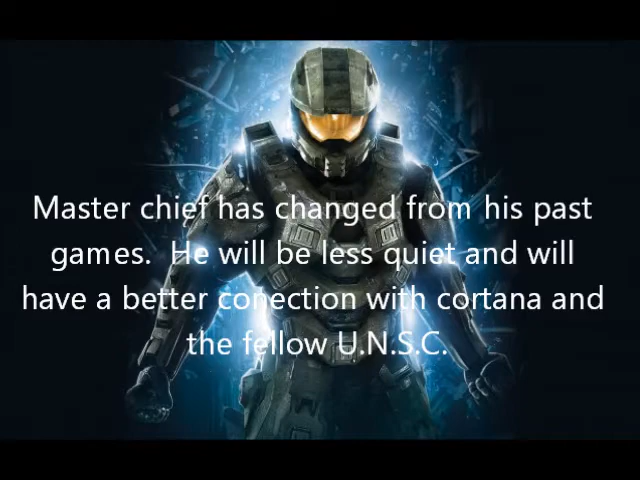 Master chief has changed from his past
games.  He will be less quiet and will
have a better conection with cortana and
the fellow U.N.S.C.